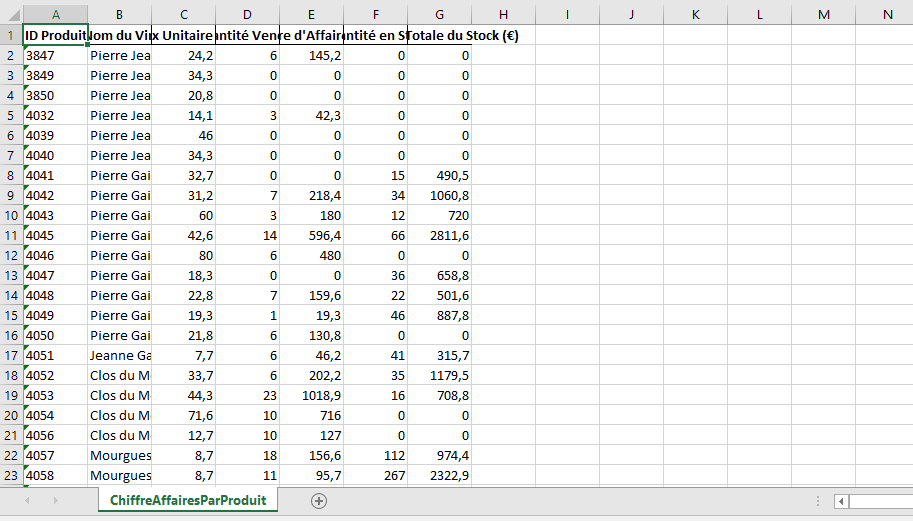 A B C D E F G H I J K L M N
1 ID Produit Nom du Vin x Unitaire antité Ven re d'Affair ntité en St Totale du Stock (€)
2 3847 Pierre Jea 24,2 6 145,2 0 0
3 3849 Pierre Jea 34,3 0 0 0 0
4 3850 Pierre Jea 20,8 0 0 0 0
5 4032 Pierre Jea 14,1 3 42,3 0 0
6 4039 Pierre Jea 46 0 0 0 0
7 4040 Pierre Jea 34,3 0 0 0 0
8 4041 Pierre Gai 32,7 0 0 15 490,5
9 4042 Pierre Gai 31,2 7 218,4 34 1060,8
10 4043 Pierre Gai 60 3 180 12 720
11 4045 Pierre Gai 42,6 14 596,4 66 2811,6
12 4046 Pierre Gai 80 6 480 0 0
13 4047 Pierre Gai 18,3 0 0 36 658,8
14 4048 Pierre Gai 22,8 7 159,6 22 501,6
15 4049 Pierre Gai 19,3 1 19,3 46 887,8
16 4050 Pierre Gai 21,8 6 130,8 0 0
17 4051 Jeanne Ga 7,7 6 46,2 41 315,7
18 4052 Clos du M 33,7 6 202,2 35 1179,5
19 4053 Clos du M 44,3 23 1018,9 16 708,8
20 4054 Clos du M 71,6 10 716 0 0
21 4056 Clos du M 12,7 10 127 0 0
22 4057 Mourgues 8,7 18 156,6 112 974,4
23 4058 Mourgues 8,7 11 95,7 267 2322,9
ChiffreAffairesParProduit